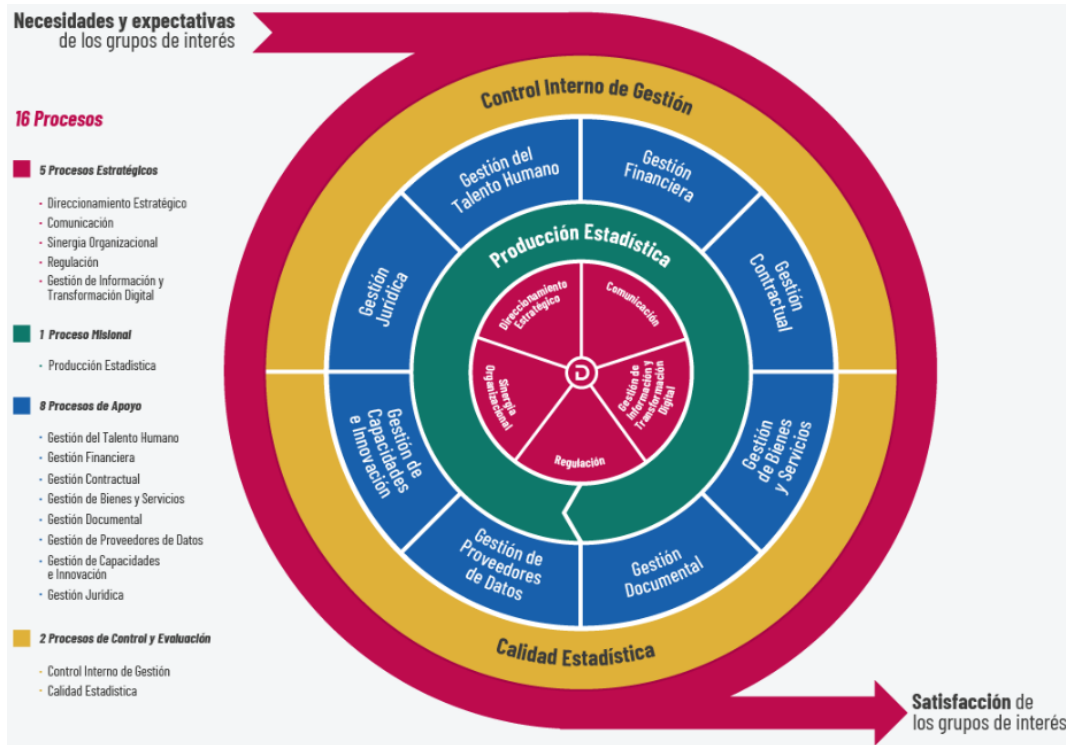 Necesidades y expectativas
de los grupos de interés
16 Procesos
5 Procesos Estratégicos
Direccionamiento Estratégico
Comunicación
Sinergia Organizacional
Regulación
Gestión de Información y
Transformación Digital
1 Proceso Misional
Producción Estadística
8 Procesos de Apoyo
Gestión del Talento Humano
Gestión Financiera
Gestión Contractual
Gestión de Bienes y Servicios
Gestión Documental
Gestión de Proveedores de Datos
Gestión de Capacidades
e Innovación
Gestión Jurídica
2 Procesos de Control y Evaluación
Control Interno de Gestión
Calidad Estadística
Control Interno de Gestión
Gestión del
Talento Humano
Gestión
Financiera
Gestión
Contractual
Gestión
de Bienes
y Servicios
Gestión
Documental
Gestión de
Proveedores
de Datos
Gestión de
Capacidades
e Innovación
Gestión
Jurídica
Producción Estadística
Direccionamiento
Estratégico
Comunicación
Gestión de
Información y
Transformación
Digital
Regulación
Sinergia
Organizacional
D
Calidad Estadística
Satisfacción de
los grupos de interés